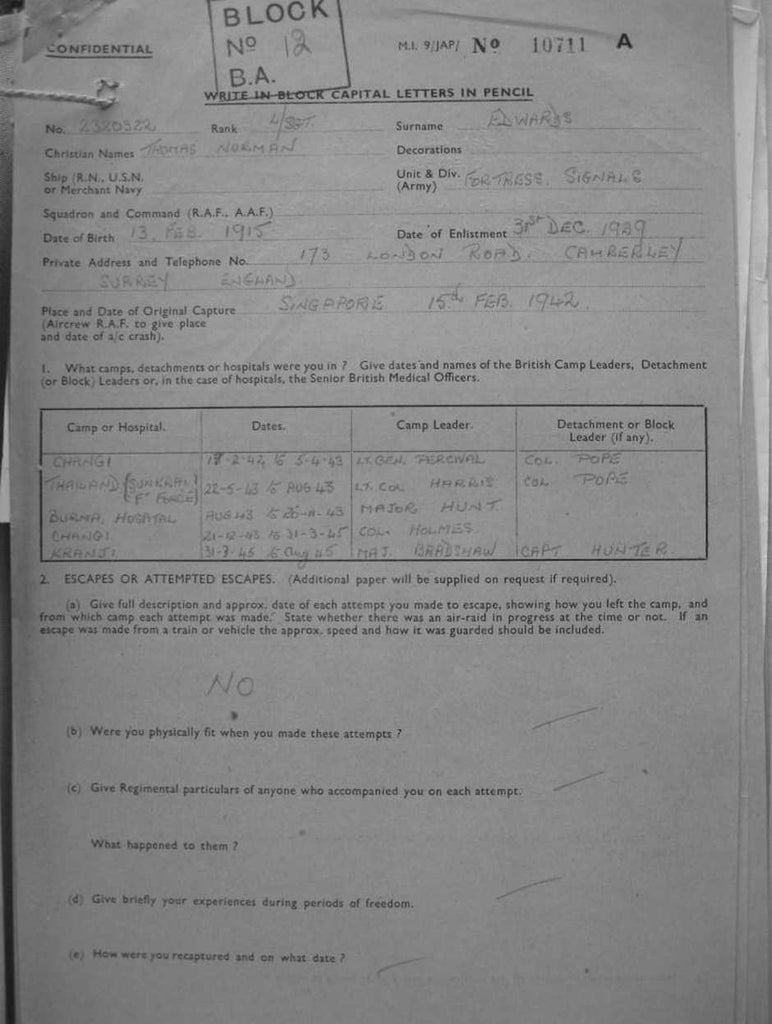 BLOCK
Nº 12
B.A.
CONFIDENTIAL
M.I. 9/JAP/ Nº 10711 A
WRITE IN BLOCK CAPITAL LETTERS IN PENCIL
No. 2320322 Rank L/SGT. Surname EDWARDS
Christian Names THOMAS NORMAN Decorations
Ship (R.N., U.S.N. or Merchant Navy Unit & Div. (Army) FORTRESS. SIGNALS
Squadron and Command (R.A.F., A.A.F.)
Date of Birth 13. FEB. 1915 Date of Enlistment 31st DEC. 1929
Private Address and Telephone No. 173 LONDON ROAD. CAMBERLEY
SURREY ENGLAND
Place and Date of Original Capture SINGAPORE 15th FEB. 1942.
(Aircrew R.A.F. to give place
and date of a/c crash).
1. What camps, detachments or hospitals were you in ? Give dates and names of the British Camp Leaders, Detachment
(or Block) Leaders or, in the case of hospitals, the Senior British Medical Officers.
Camp or Hospital. Dates. Camp Leader. Detachment or Block Leader (if any).
CHANGI -2-42 to 5-4-43 LT. GEN. PERCIVAL COL. POPE
THAILAND (SUNKRAI "F" FORCE) 22-5-43 to AUG 43 LT. COL HARRIS COL POPE
BURMA, HOSPITAL AUG 43 to -43 MAJOR HUNT
CHANGI 21-12-43 to 31-3-45 COL. HOLMES
KRANJI 31-3-45 to Aug 45 MAJ. BRADSHAW CAPT HUNTER.
2. ESCAPES OR ATTEMPTED ESCAPES. (Additional paper will be supplied on request if required).
(a) Give full description and approx. date of each attempt you made to escape, showing how you left the camp, and
from which camp each attempt was made. State whether there was an air-raid in progress at the time or not. If an
escape was made from a train or vehicle the approx. speed and how it was guarded should be included.
NO
(b) Were you physically fit when you made these attempts ?
(c) Give Regimental particulars of anyone who accompanied you on each attempt.
What happened to them ?
(d) Give briefly your experiences during periods of freedom.
(e) How were you recaptured and on what date ?